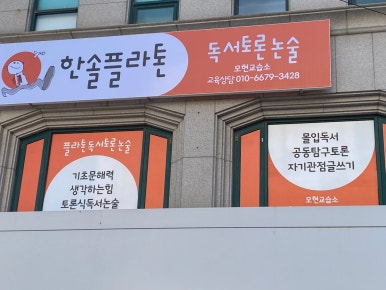 한솔플라톤
독서토론논술
모현교습소
교육상담 010-6679-3428
플라톤독서토론논술
기초문해력
생각하는힘
토론식독서논술
몰입독서
공동탐구토론
자기관점글쓰기
모현교습소